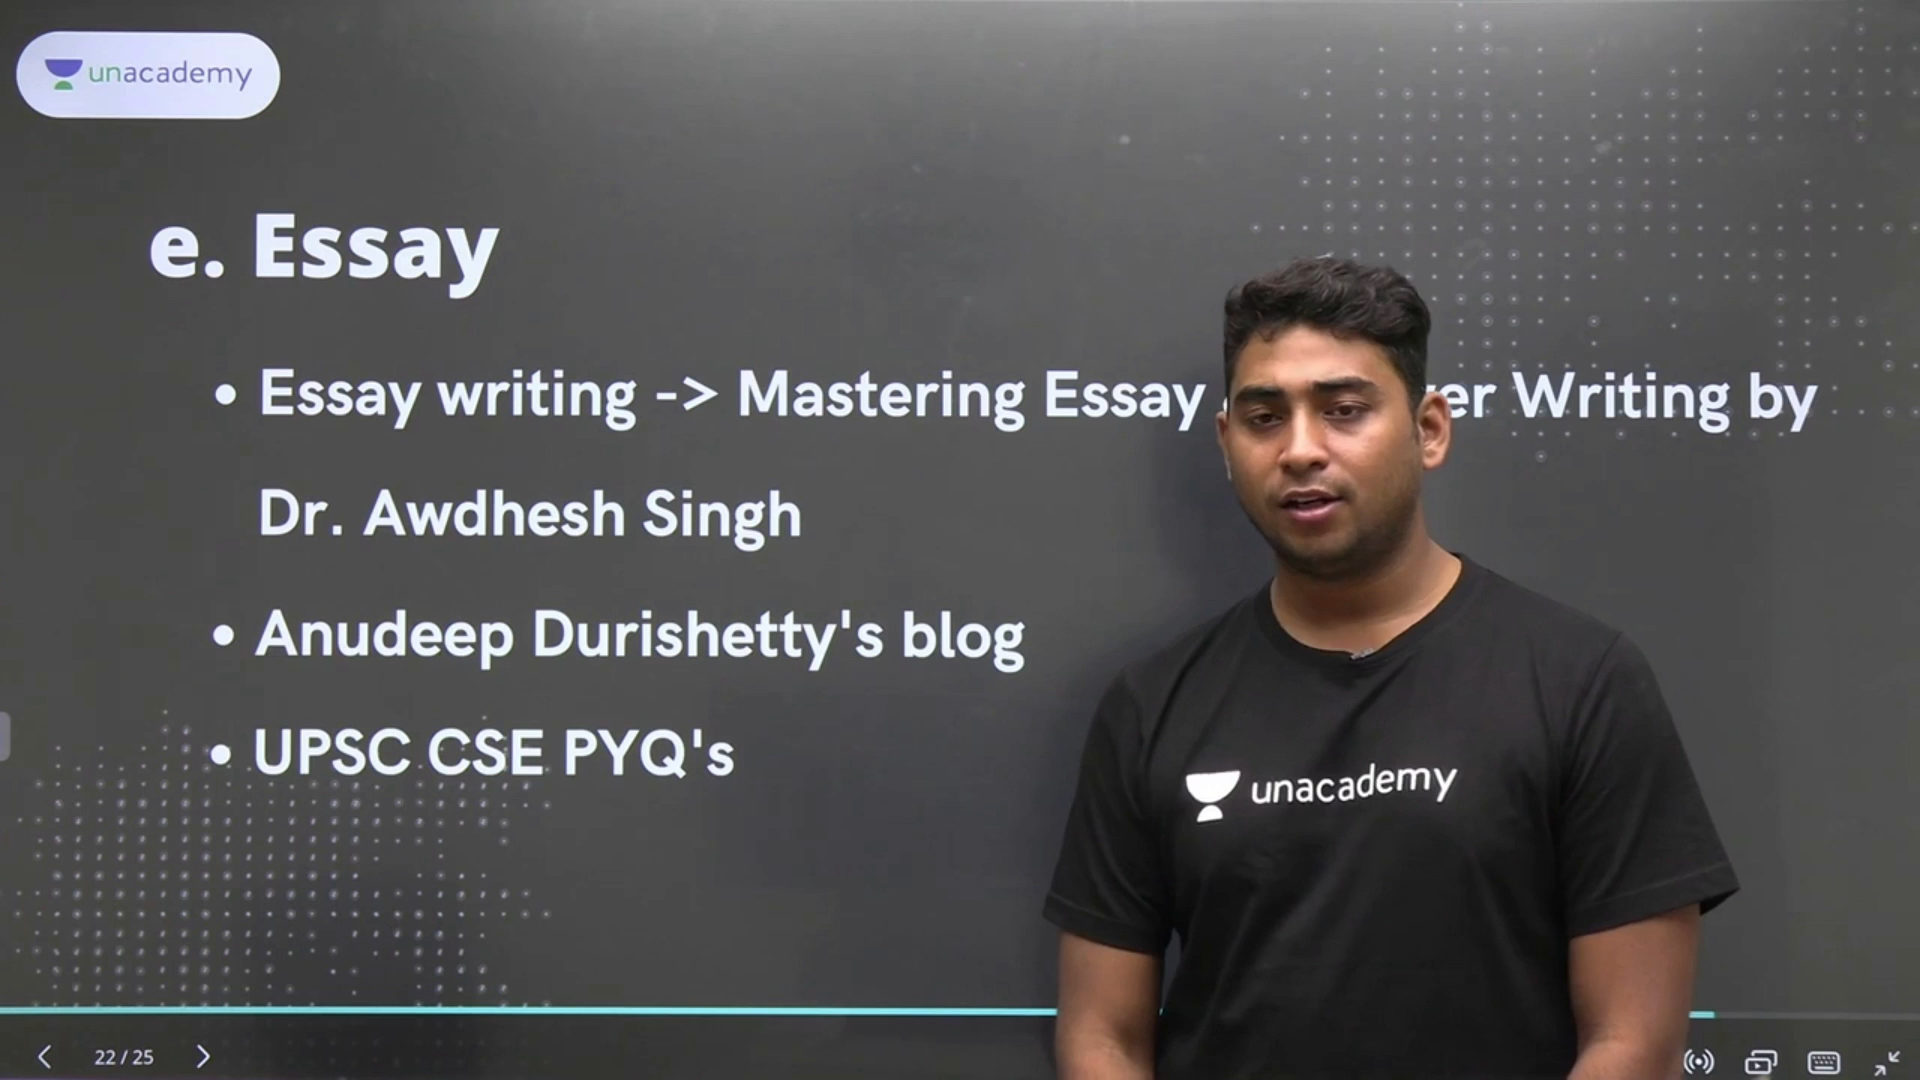 unacademy
e. Essay
• Essay writing -> Mastering Essay Writing by
Dr. Awdhesh Singh
• Anudeep Durishetty's blog
• UPSC CSE PYQ's
unacademy
22 / 25